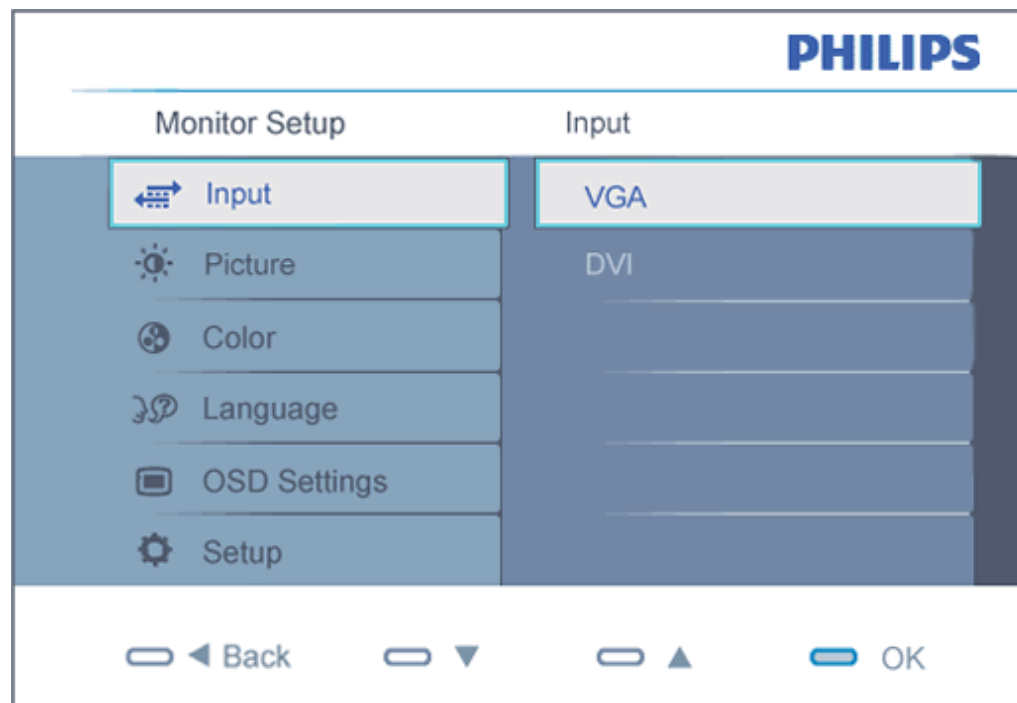 PHILIPS
Monitor Setup Input
Input VGA
Picture DVI
Color
Language
OSD Settings
Setup
Back OK